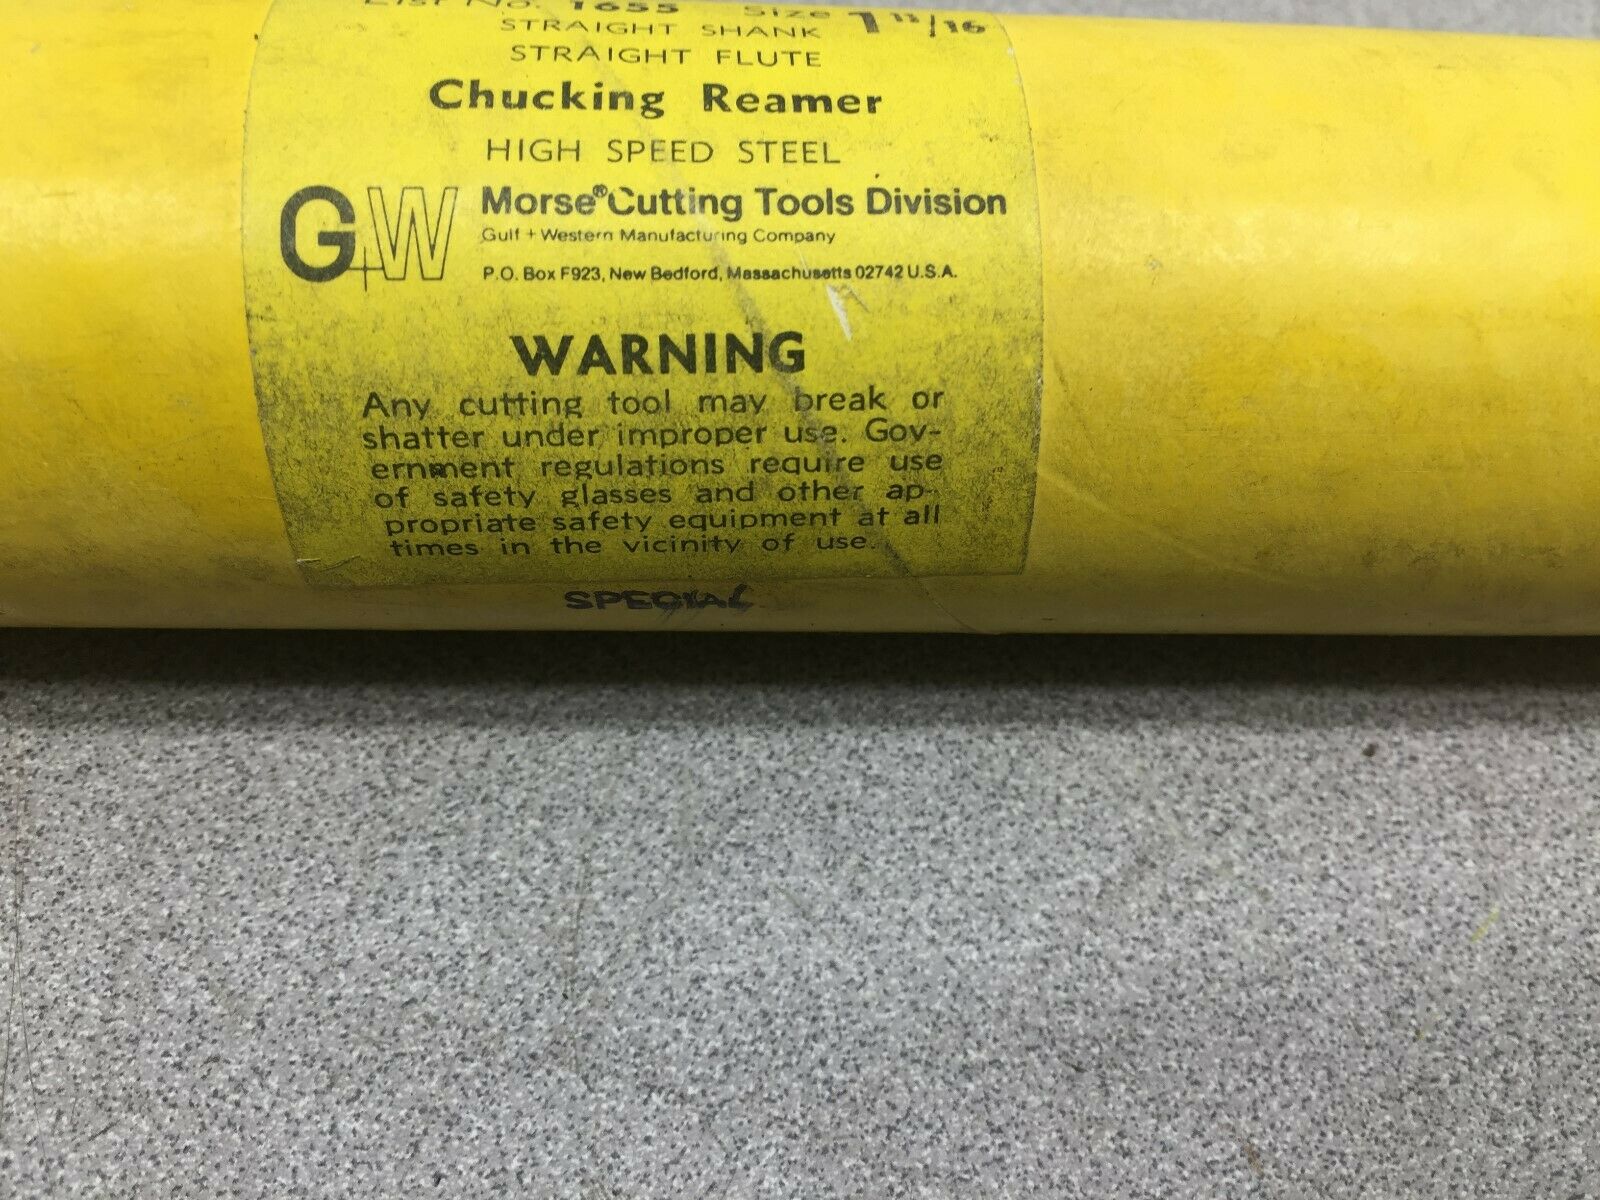 List No. 1655 Size 1 11/16
STRAIGHT SHANK
STRAIGHT FLUTE
Chucking Reamer
HIGH SPEED STEEL
G+W Morse® Cutting Tools Division
Gulf + Western Manufacturing Company
P.O. Box F923, New Bedford, Massachusetts 02742 U.S.A.
WARNING
Any cutting tool may break or
shatter under improper use. Gov-
ernment regulations require use
of safety glasses and other ap-
propriate safety equipment at all
times in the vicinity of use.
SPECIAL